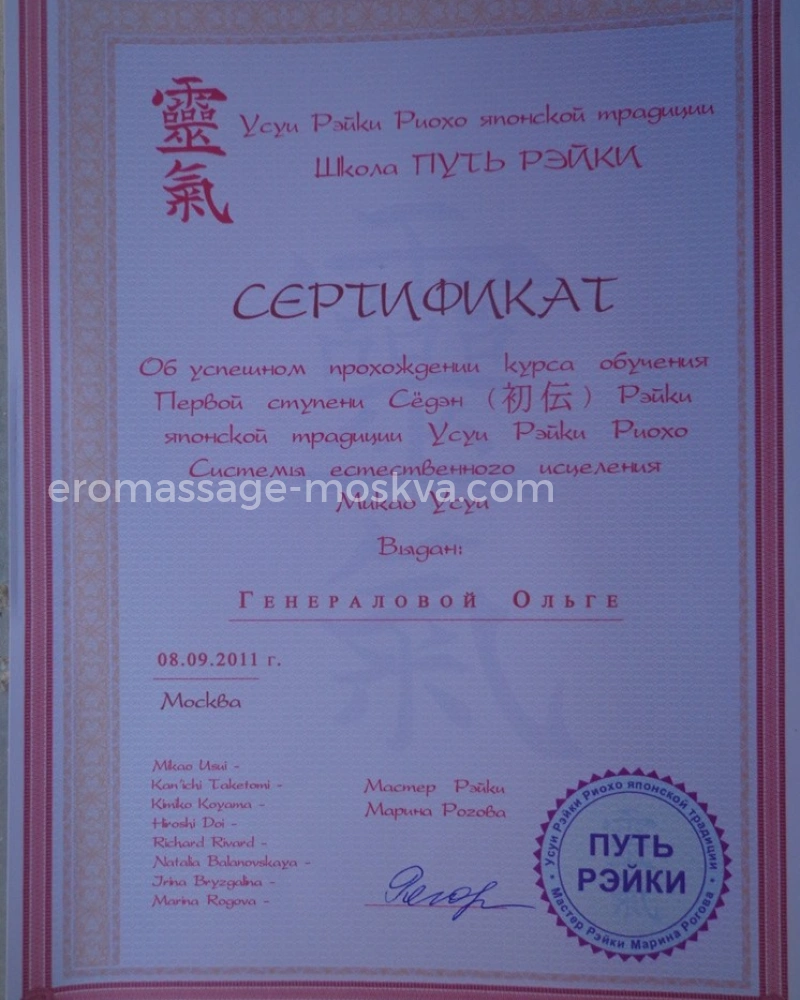 靈氣
Усуи Рэйки Риохо японской традиции
Школа ПУТЬ РЭЙКИ
СЕРТИФИКАТ
Об успешном прохождении курса обучения
Первой ступени Сёдэн (初伝) Рэйки
японской традиции Усуи Рэйки Риохо
Системы естественного исцеления
eromassage-moskva.com
Микао Усуи
Выдан:
Генераловой Ольге
08.09.2011 г.
Москва
Mikao Usui -
Kan'ichi Taketomi -
Kimiko Koyama -
Hiroshi Doi -
Richard Rivard -
Natalia Balanovskaya -
Irina Bryzgalina -
Marina Rogova -
Мастер Рэйки
Марина Рогова
Усуи Рэйки Риохо японской традиции
ПУТЬ
РЭЙКИ
Мастер Рэйки Марина Рогова